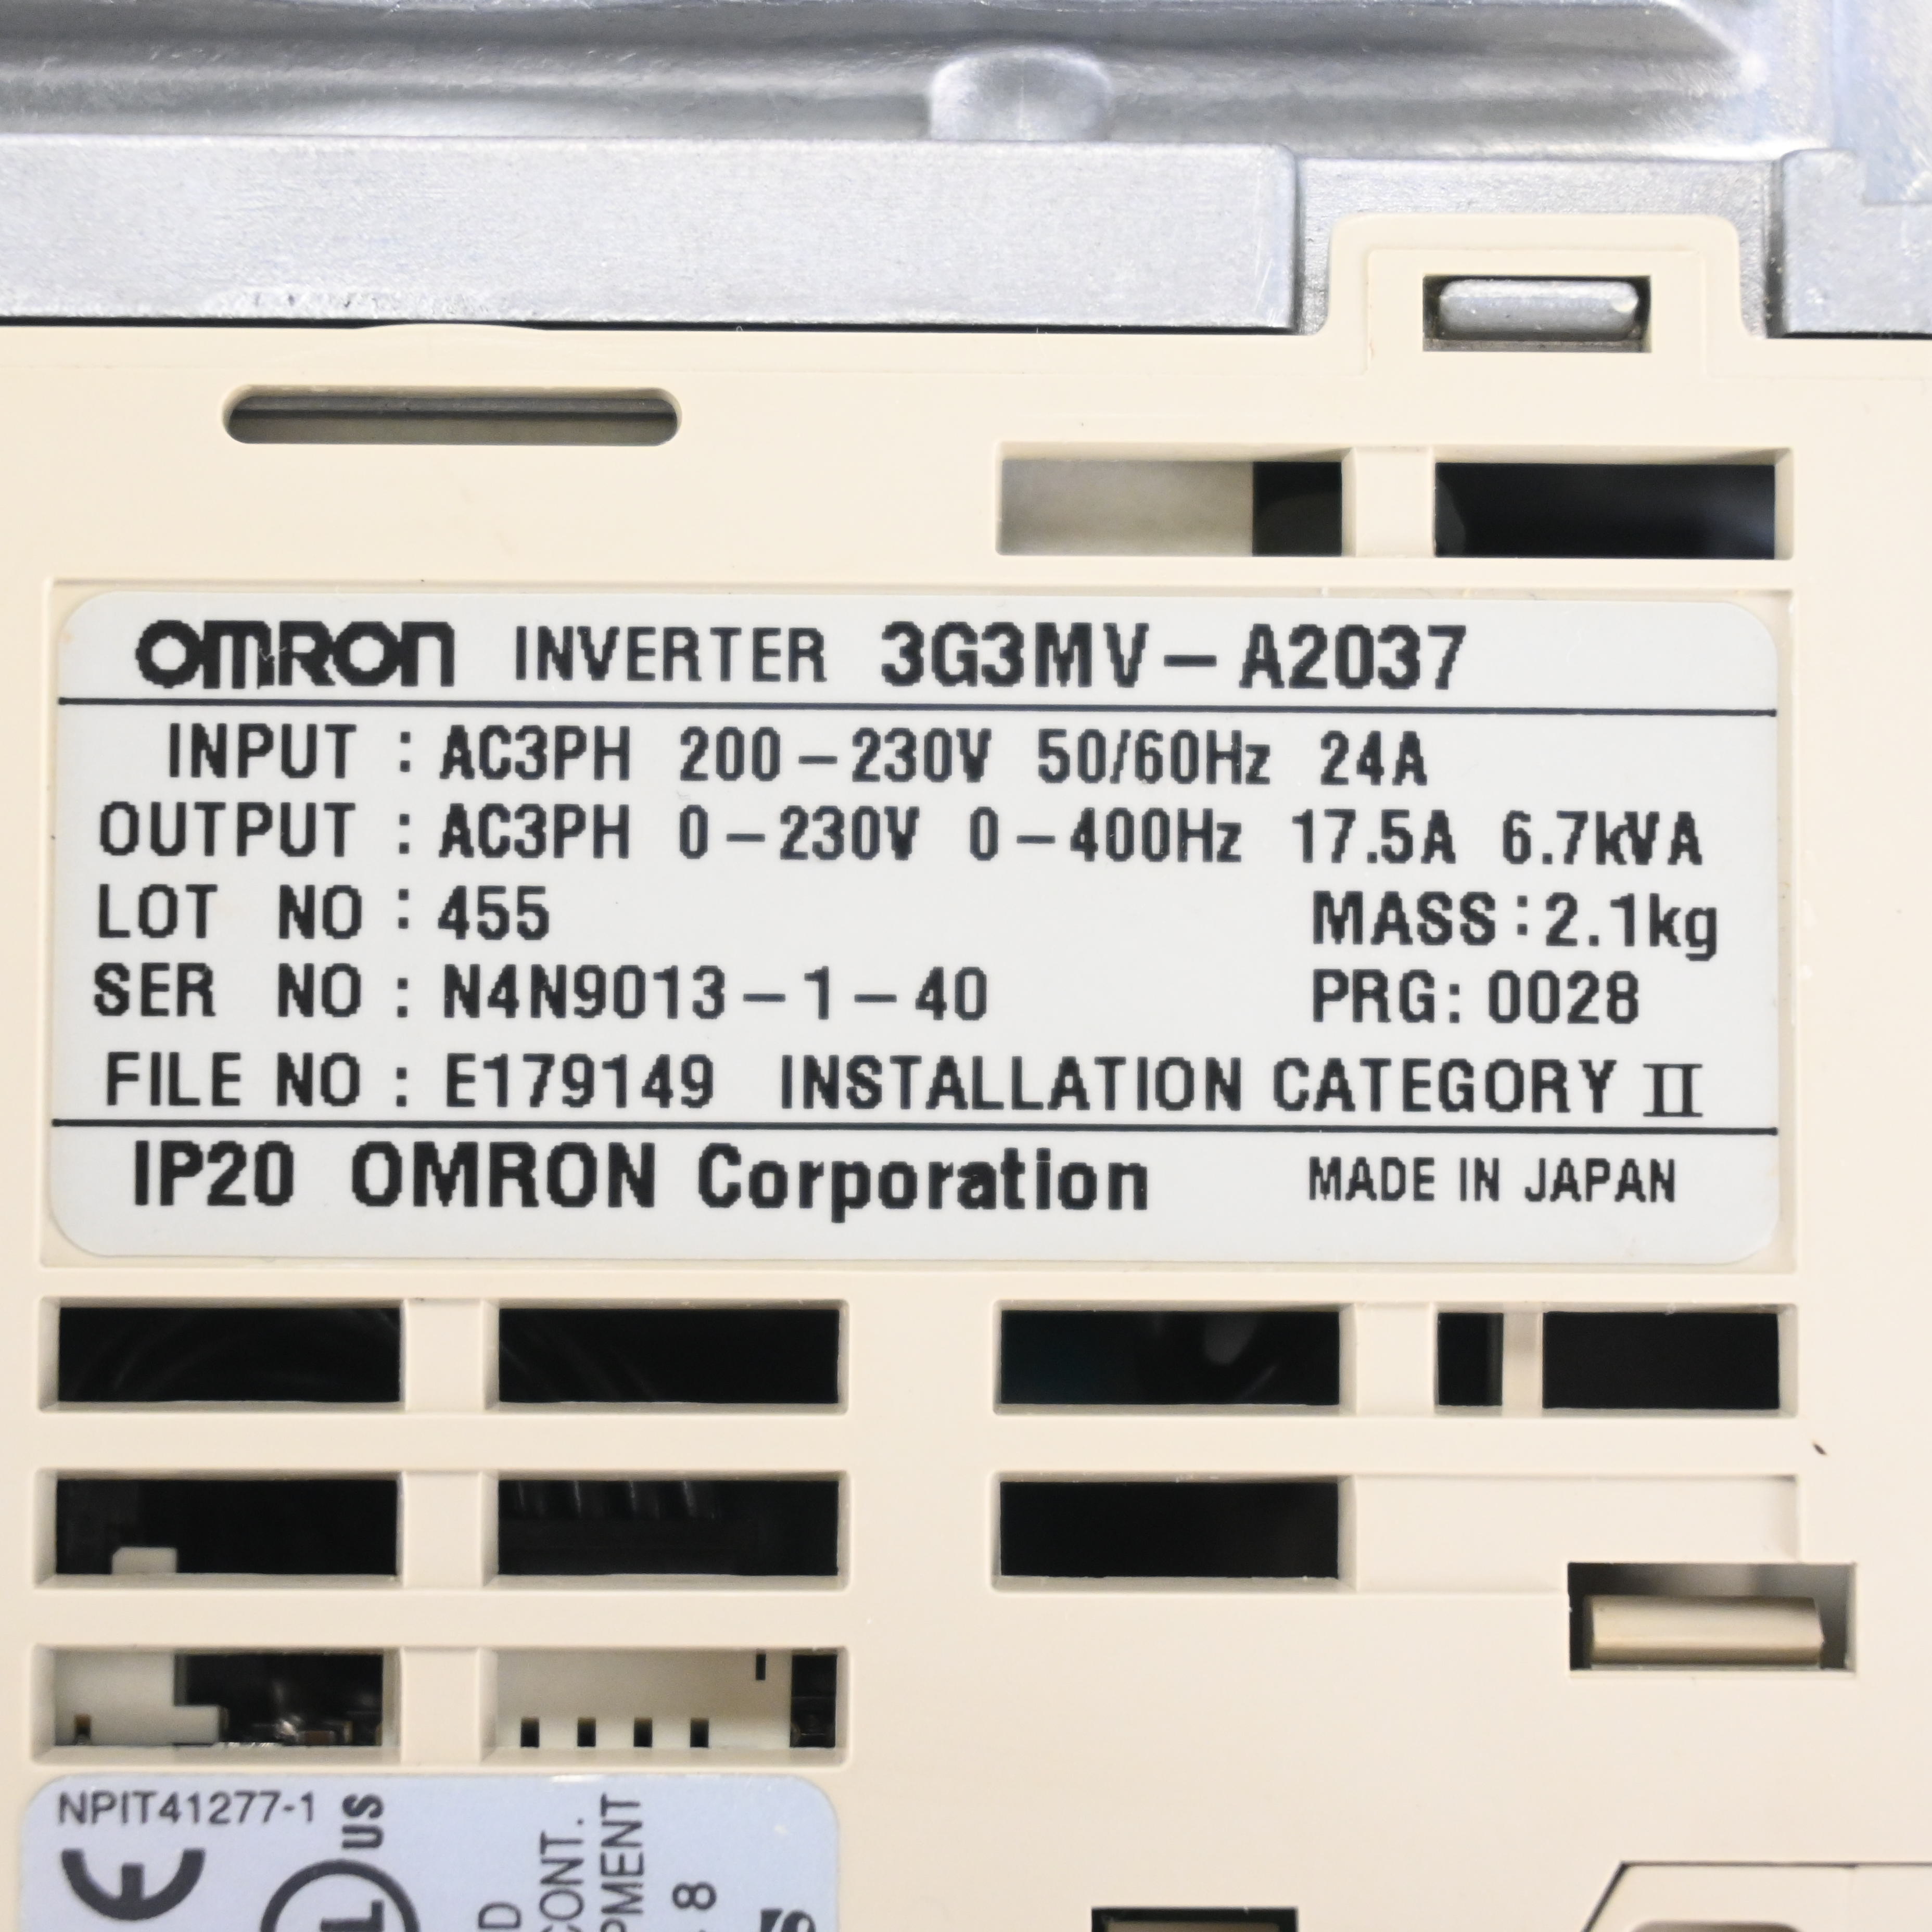 OMRON INVERTER 3G3MV-A2037
INPUT : AC3PH 200-230V 50/60Hz 24A
OUTPUT : AC3PH 0-230V 0-400Hz 17.5A 6.7kVA
LOT NO : 455 MASS : 2.1kg
SER NO : N4N9013-1-40 PRG: 0028
FILE NO : E179149 INSTALLATION CATEGORY II
IP20 OMRON Corporation MADE IN JAPAN
NPIT41277-1
CE
US
CONT.
8